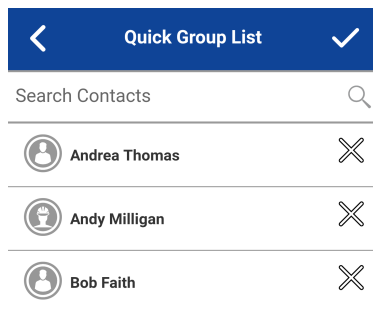 Quick Group List
Search Contacts
Andrea Thomas
Andy Milligan
Bob Faith